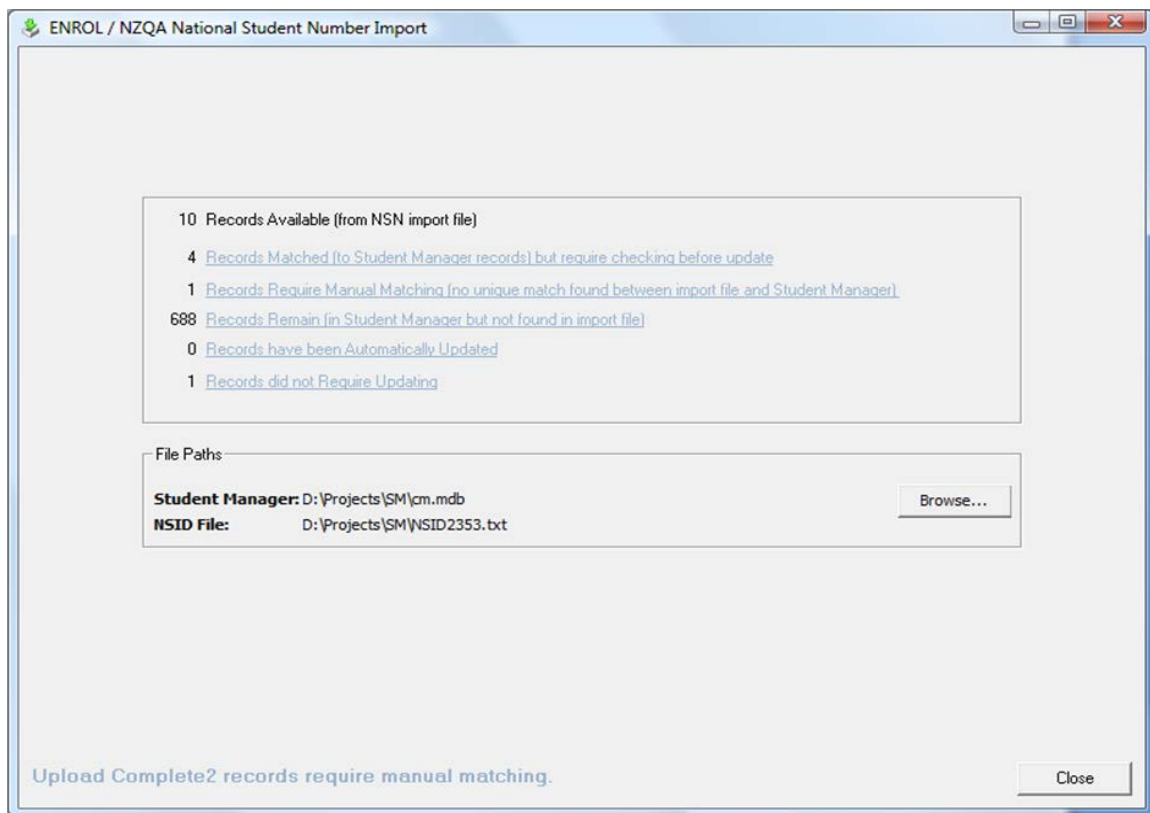 ENROL / NZQA National Student Number Import
10 Records Available (from NSN import file)
4 Records Matched (to Student Manager records) but require checking before update
1 Records Require Manual Matching (no unique match found between import file and Student Manager).
688 Records Remain (in Student Manager but not found in import file)
0 Records have been Automatically Updated
1 Records did not Require Updating
File Paths
Student Manager: D:\Projects\SM\cm.mdb
Browse...
NSID File: D:\Projects\SM\NSID2353.txt
Upload Complete2 records require manual matching.
Close